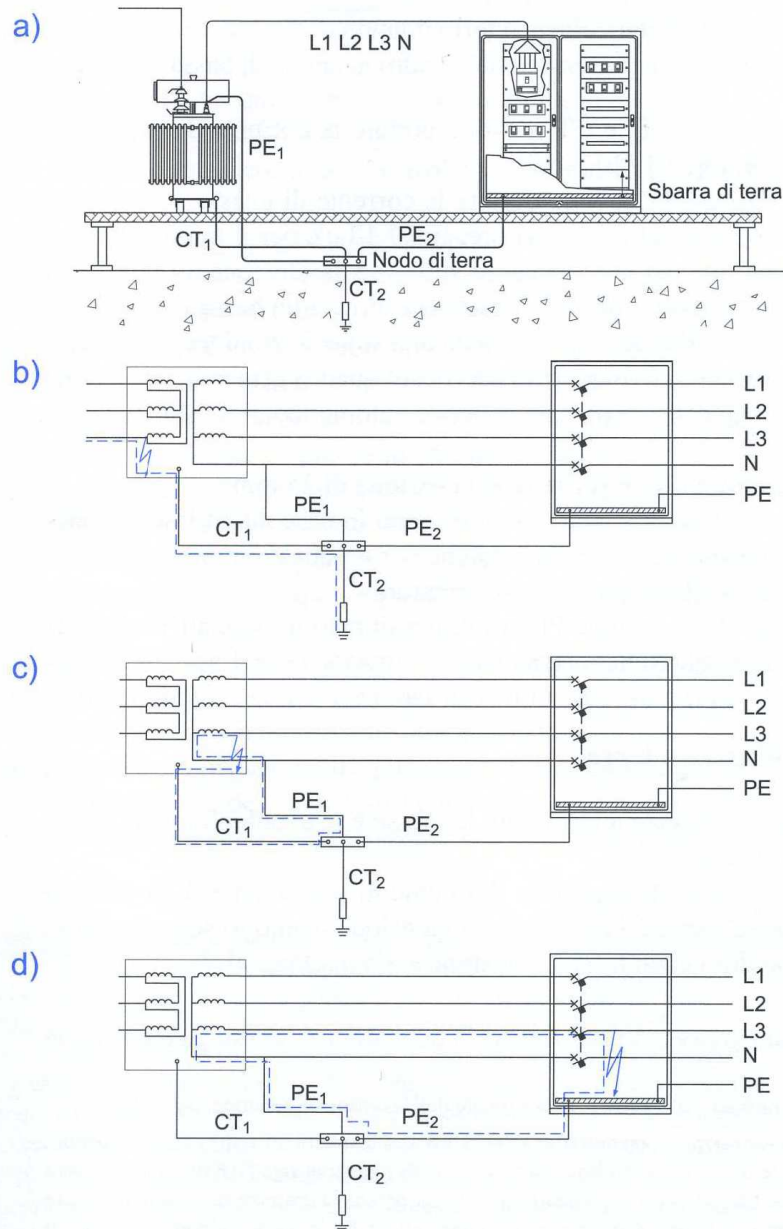 a)
L1 L2 L3 N
PE1
Sbarra di terra
CT1
PE2
Nodo di terra
CT2
b)
L1
L2
L3
N
PE
PE1
CT1
PE2
CT2
c)
L1
L2
L3
N
PE
PE1
CT1
PE2
CT2
d)
L1
L2
L3
N
PE
PE1
CT1
PE2
CT2